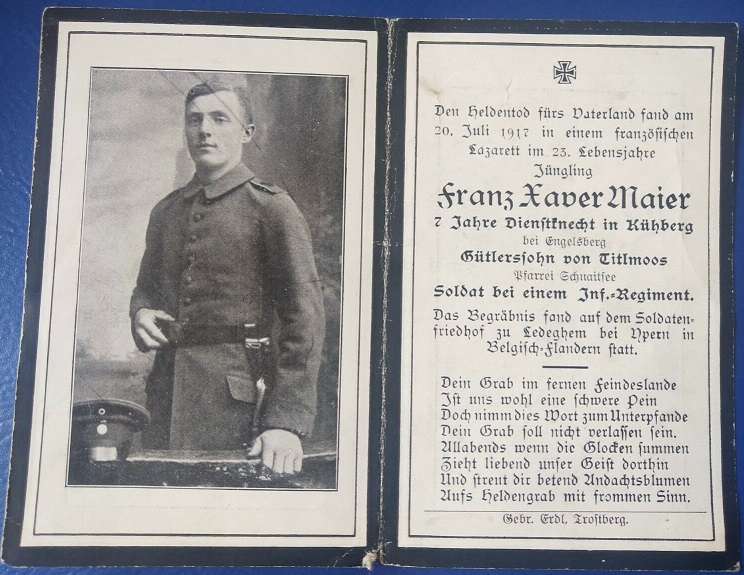 Den Heldentod fürs Vaterland fand am
20. Juli 1917 in einem französischen
Lazarett im 23. Lebensjahre
Jüngling
Franz Xaver Maier
7 Jahre Dienstknecht in Kühberg
bei Engelsberg
Gütlerssohn von Titlmoos
Pfarrei Schnaitsee
Soldat bei einem Inf.-Regiment.
Das Begräbnis fand auf dem Soldaten-
friedhof zu Ledeghem bei Ypern in
Belgisch-Flandern statt.
Dein Grab im fernen Feindeslande
Ist uns wohl eine schwere Pein
Doch nimm dies Wort zum Unterpfande
Dein Grab soll nicht verlassen sein.
Allabends wenn die Glocken summen
Zieht liebend unser Geist dorthin
Und streut dir betend Andachtsblumen
Aufs Heldengrab mit frommen Sinn.
Gebr. Erdl, Trostberg.